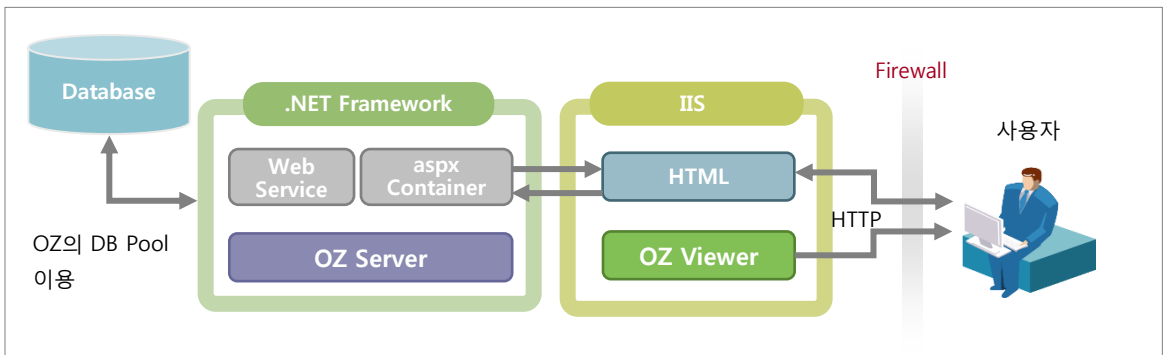 Database
.NET Framework
IIS
Firewall
사용자
Web
Service
aspx
Container
HTML
HTTP
OZ의 DB Pool
이용
OZ Server
OZ Viewer